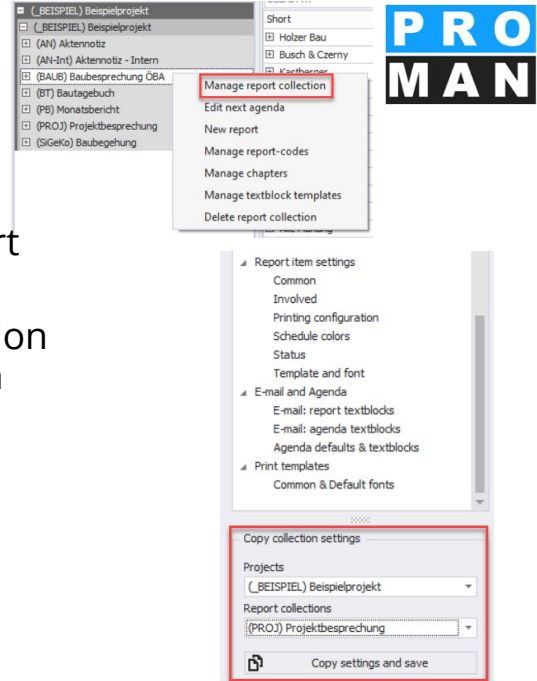 (_BEISPIEL) Beispielprojekt
(_BEISPIEL) Beispielprojekt
(AN) Aktennotiz
(AN-Int) Aktennotiz - Intern
(BAUB) Baubesprechung ÖBA
(BT) Bautagebuch
(PB) Monatsbericht
(PROJ) Projektbesprechung
(SiGeKo) Baubegehung
Short
Holzer Bau
Busch & Czerny
Manage report collection
Edit next agenda
New report
Manage report-codes
Manage chapters
Manage textblock templates
Delete report collection
PRO
MAN
Report item settings
Common
Involved
Printing configuration
Schedule colors
Status
Template and font
E-mail and Agenda
E-mail: report textblocks
E-mail: agenda textblocks
Agenda defaults & textblocks
Print templates
Common & Default fonts
Copy collection settings
Projects
(_BEISPIEL) Beispielprojekt
Report collections
(PROJ) Projektbesprechung
Copy settings and save